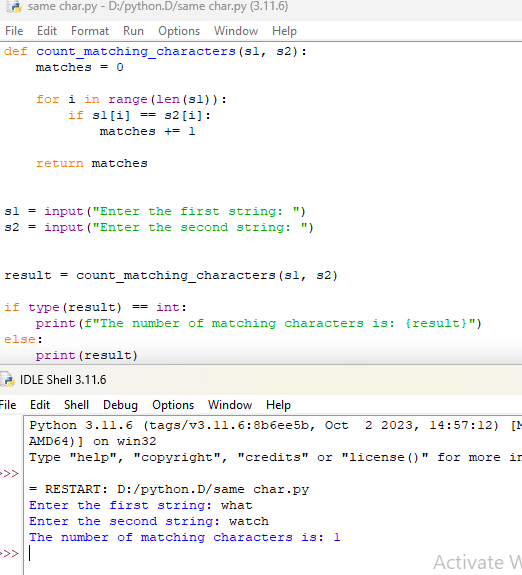 same char.py - D:/python.D/same char.py (3.11.6)
File Edit Format Run Options Window Help
def count_matching_characters(s1, s2):
    matches = 0
    for i in range(len(s1)):
        if s1[i] == s2[i]:
            matches += 1
    return matches
s1 = input("Enter the first string: ")
s2 = input("Enter the second string: ")
result = count_matching_characters(s1, s2)
if type(result) == int:
    print(f"The number of matching characters is: {result}")
else:
    print(result)
IDLE Shell 3.11.6
File Edit Shell Debug Options Window Help
Python 3.11.6 (tags/v3.11.6:8b6ee5b, Oct  2 2023, 14:57:12) [
AMD64)] on win32
Type "help", "copyright", "credits" or "license()" for more
>>>
= RESTART: D:/python.D/same char.py
Enter the first string: what
Enter the second string: watch
The number of matching characters is: 1
>>>
Activate